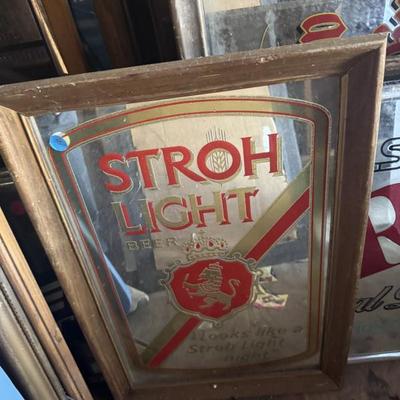 STROH
LIGHT
BEER
"Looks like a
Stroh Light
night"